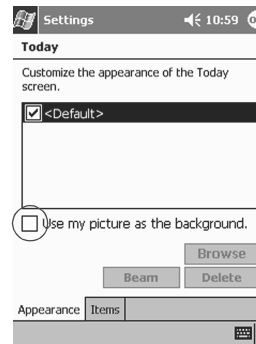 Settings 10:59
Today
Customize the appearance of the Today
screen.
<Default>
Use my picture as the background.
Browse
Beam Delete
Appearance Items